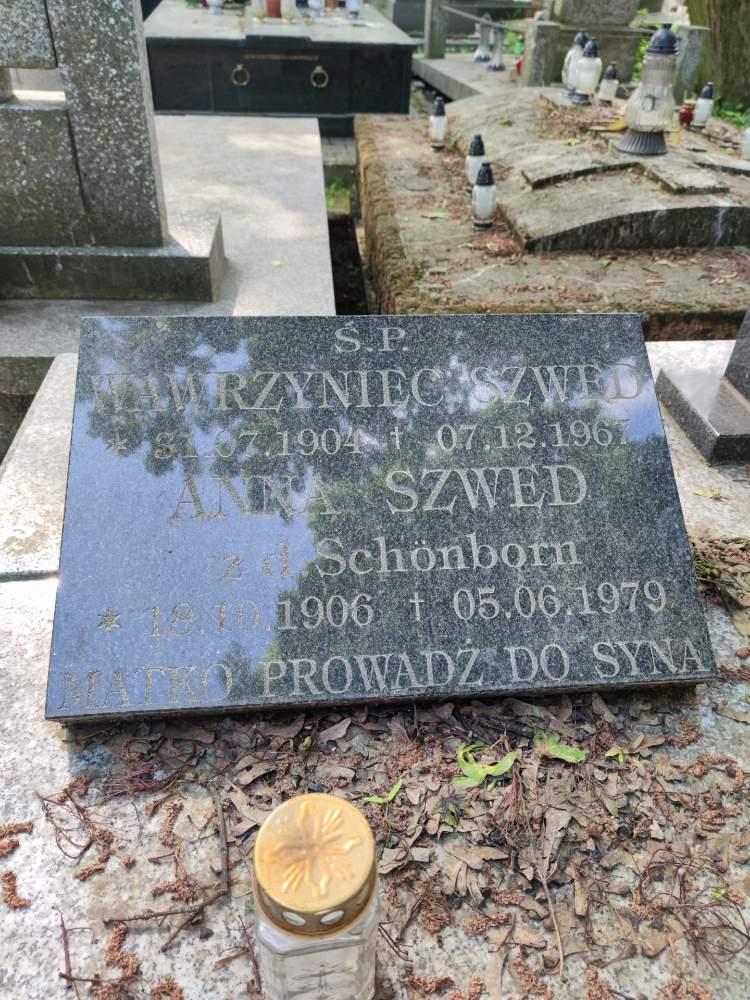 Ś.P.
WAWRZYNIEC SZWED
* 31.07.1904 † 07.12.1967
ANNA SZWED
z d. Schönborn
* 18.10.1906 † 05.06.1979
MATKO PROWADŹ DO SYNA